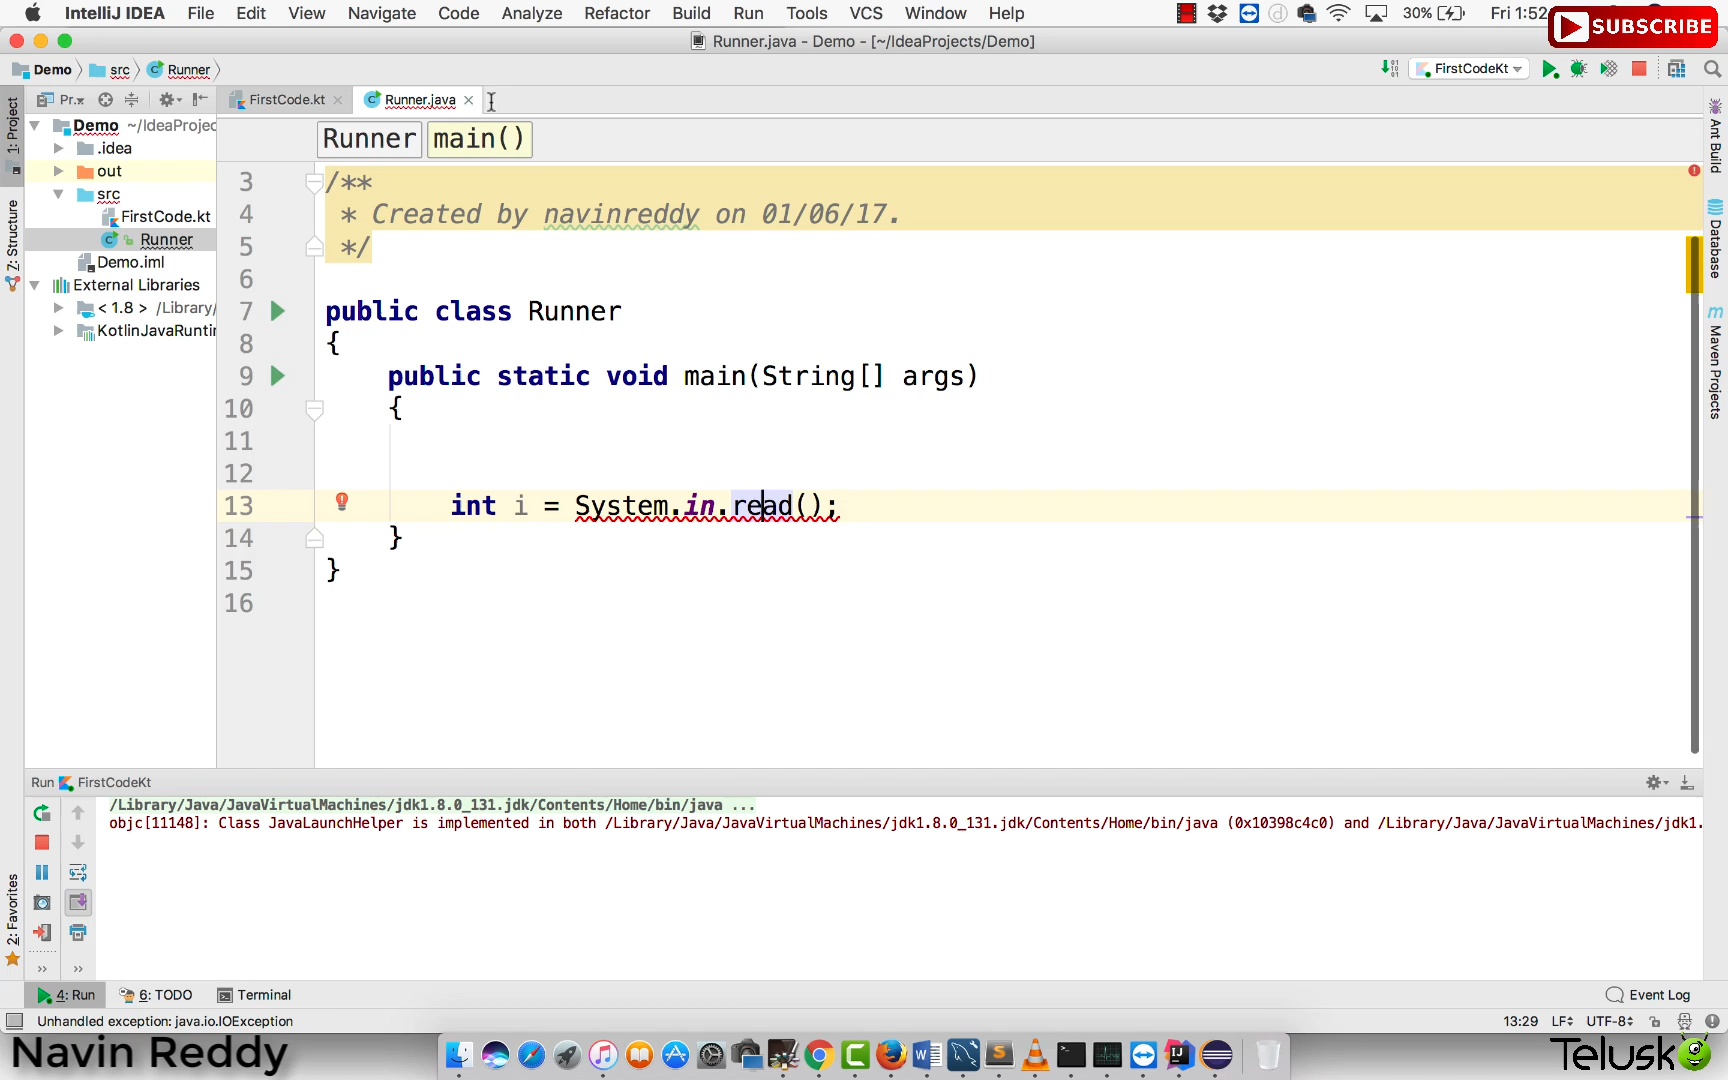 IntelliJ IDEA File Edit View Navigate Code Analyze Refactor Build Run Tools VCS Window Help 30% Fri 1:52
SUBSCRIBE
Runner.java - Demo - [~/IdeaProjects/Demo]
Demo src Runner FirstCodeKt
Pr.. FirstCode.kt Runner.java
1: Project
Z: Structure
2: Favorites
Demo ~/IdeaProjec
.idea
out
src
FirstCode.kt
Runner
Demo.iml
External Libraries
< 1.8 > /Library/
KotlinJavaRuntir
Runner main()
3 /**
4 * Created by navinreddy on 01/06/17.
5 */
6
7 public class Runner
8 {
9 public static void main(String[] args)
10 {
11
12
13 int i = System.in.read();
14 }
15 }
16
Ant Build
Database
Maven Projects
Run FirstCodeKt
/Library/Java/JavaVirtualMachines/jdk1.8.0_131.jdk/Contents/Home/bin/java ...
objc[11148]: Class JavaLaunchHelper is implemented in both /Library/Java/JavaVirtualMachines/jdk1.8.0_131.jdk/Contents/Home/bin/java (0x10398c4c0) and /Library/Java/JavaVirtualMachines/jdk1.
4: Run 6: TODO Terminal Event Log
Unhandled exception: java.io.IOException 13:29 LF UTF-8
Navin Reddy
Telusko